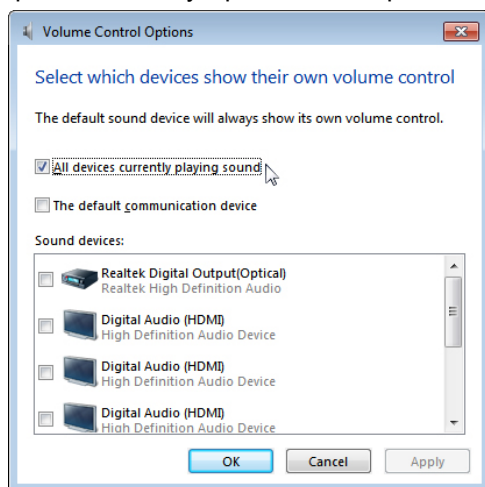 Volume Control Options
Select which devices show their own volume control
The default sound device will always show its own volume control.
All devices currently playing sound
The default communication device
Sound devices:
Realtek Digital Output(Optical)
Realtek High Definition Audio
Digital Audio (HDMI)
High Definition Audio Device
Digital Audio (HDMI)
High Definition Audio Device
Digital Audio (HDMI)
High Definition Audio Device
OK Cancel Apply